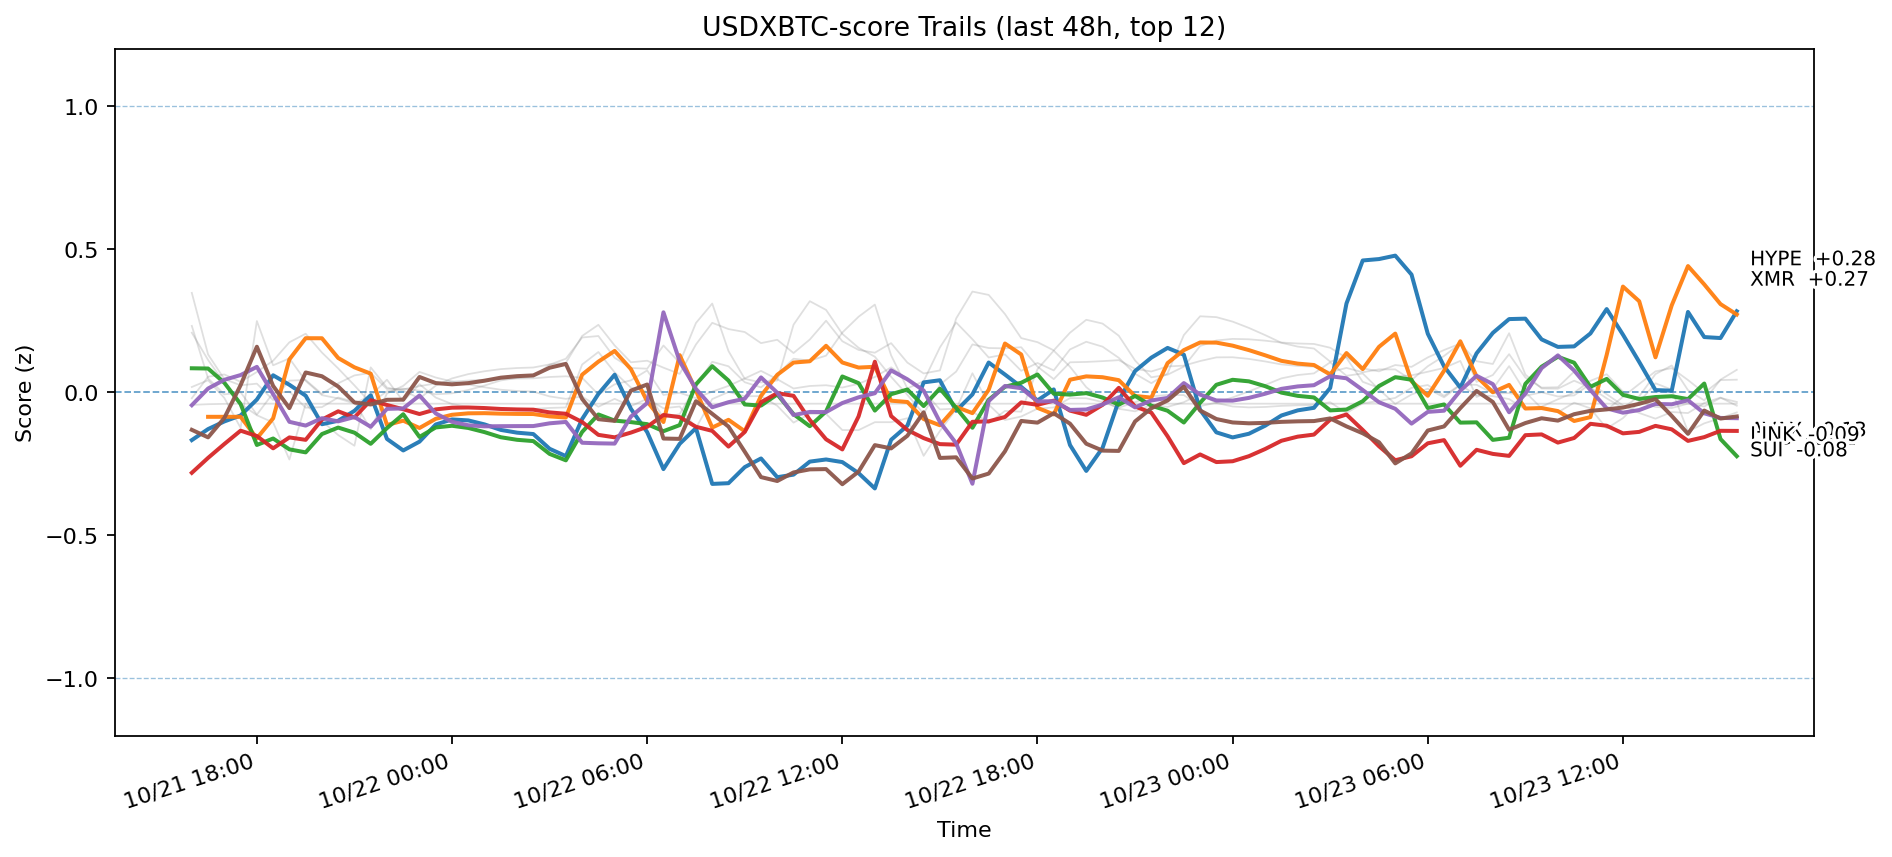 USDXBTC-score Trails (last 48h, top 12)
Score (z)
1.0
0.5
0.0
−0.5
−1.0
HYPE +0.28
XMR +0.27
LINK -0.09
SUI -0.08
10/21 18:00
10/22 00:00
10/22 06:00
10/22 12:00
10/22 18:00
10/23 00:00
10/23 06:00
10/23 12:00
Time